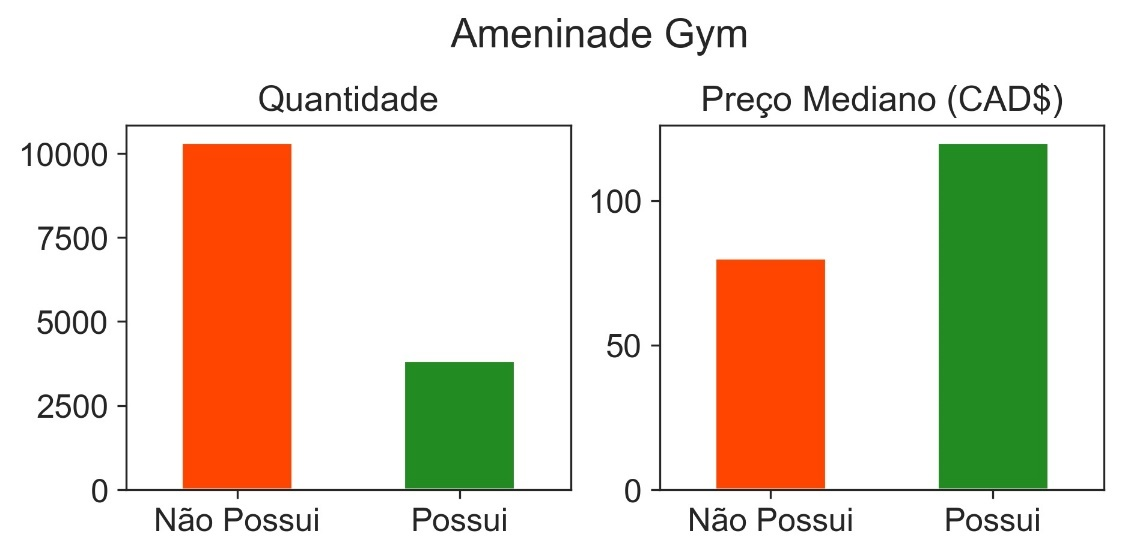 Ameninade Gym
Quantidade
10000
7500
5000
2500
0
Não Possui
Possui
Preço Mediano (CAD$)
100
50
0
Não Possui
Possui